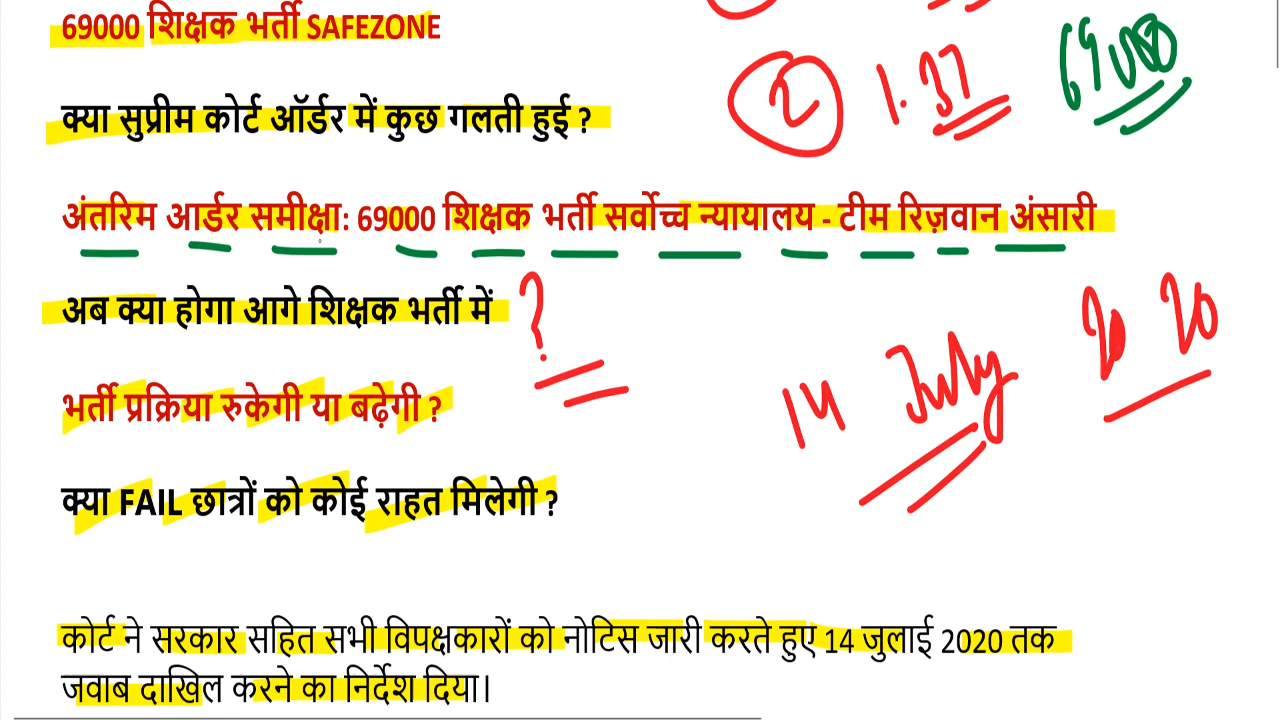 69000 शिक्षक भर्ती SAFEZONE
2 1.37 69000
क्या सुप्रीम कोर्ट ऑर्डर में कुछ गलती हुई ?
अंतरिम आर्डर समीक्षा: 69000 शिक्षक भर्ती सर्वोच्च न्यायालय - टीम रिज़वान अंसारी
अब क्या होगा आगे शिक्षक भर्ती में ?
14 July 2020
भर्ती प्रक्रिया रुकेगी या बढ़ेगी ?
क्या FAIL छात्रों को कोई राहत मिलेगी ?
कोर्ट ने सरकार सहित सभी विपक्षकारों को नोटिस जारी करते हुए 14 जुलाई 2020 तक
जवाब दाखिल करने का निर्देश दिया।